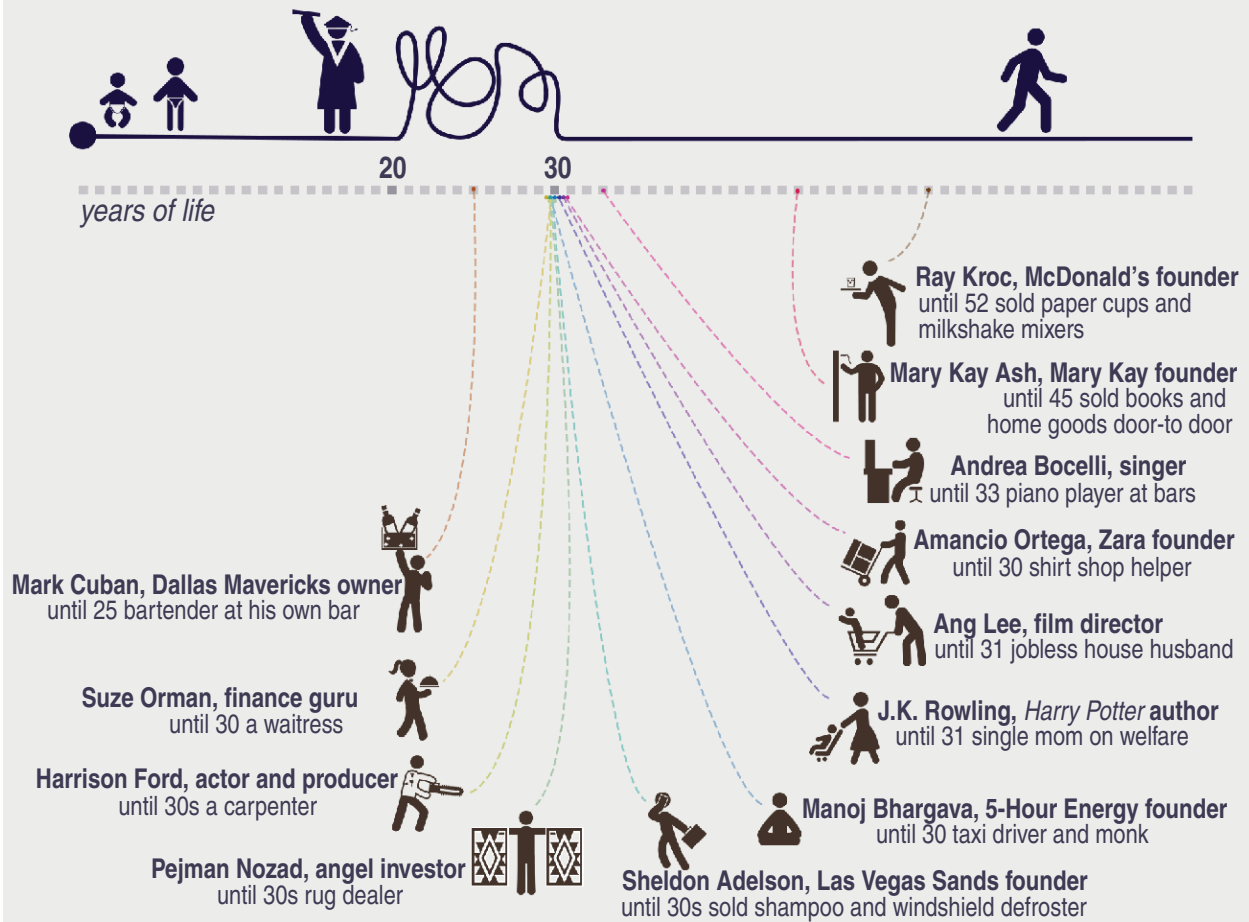 20
30
years of life
Ray Kroc, McDonald's founder
until 52 sold paper cups and
milkshake mixers
Mary Kay Ash, Mary Kay founder
until 45 sold books and
home goods door-to door
Andrea Bocelli, singer
until 33 piano player at bars
Amancio Ortega, Zara founder
until 30 shirt shop helper
Ang Lee, film director
until 31 jobless house husband
J.K. Rowling, Harry Potter author
until 31 single mom on welfare
Manoj Bhargava, 5-Hour Energy founder
until 30 taxi driver and monk
Sheldon Adelson, Las Vegas Sands founder
until 30s sold shampoo and windshield defroster
Mark Cuban, Dallas Mavericks owner
until 25 bartender at his own bar
Suze Orman, finance guru
until 30 a waitress
Harrison Ford, actor and producer
until 30s a carpenter
Pejman Nozad, angel investor
until 30s rug dealer